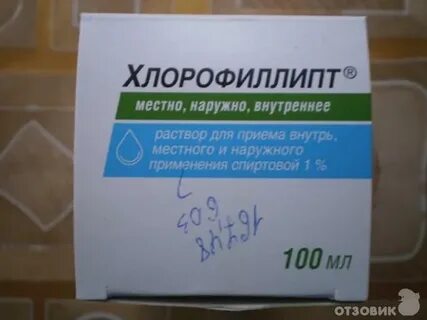 ХЛОРОФИЛЛИПТ®
местно, наружно, внутреннее
раствор для приема внутрь,
местного и наружного
применения спиртовой 1 %
100 мл
ОТЗОВИК